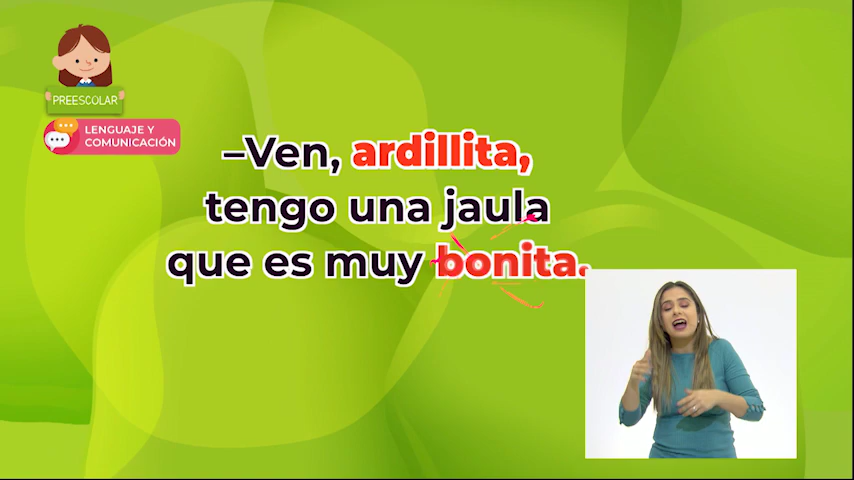 PREESCOLAR
LENGUAJE Y
COMUNICACIÓN
–Ven, ardillita,
tengo una jaula
que es muy bonita.